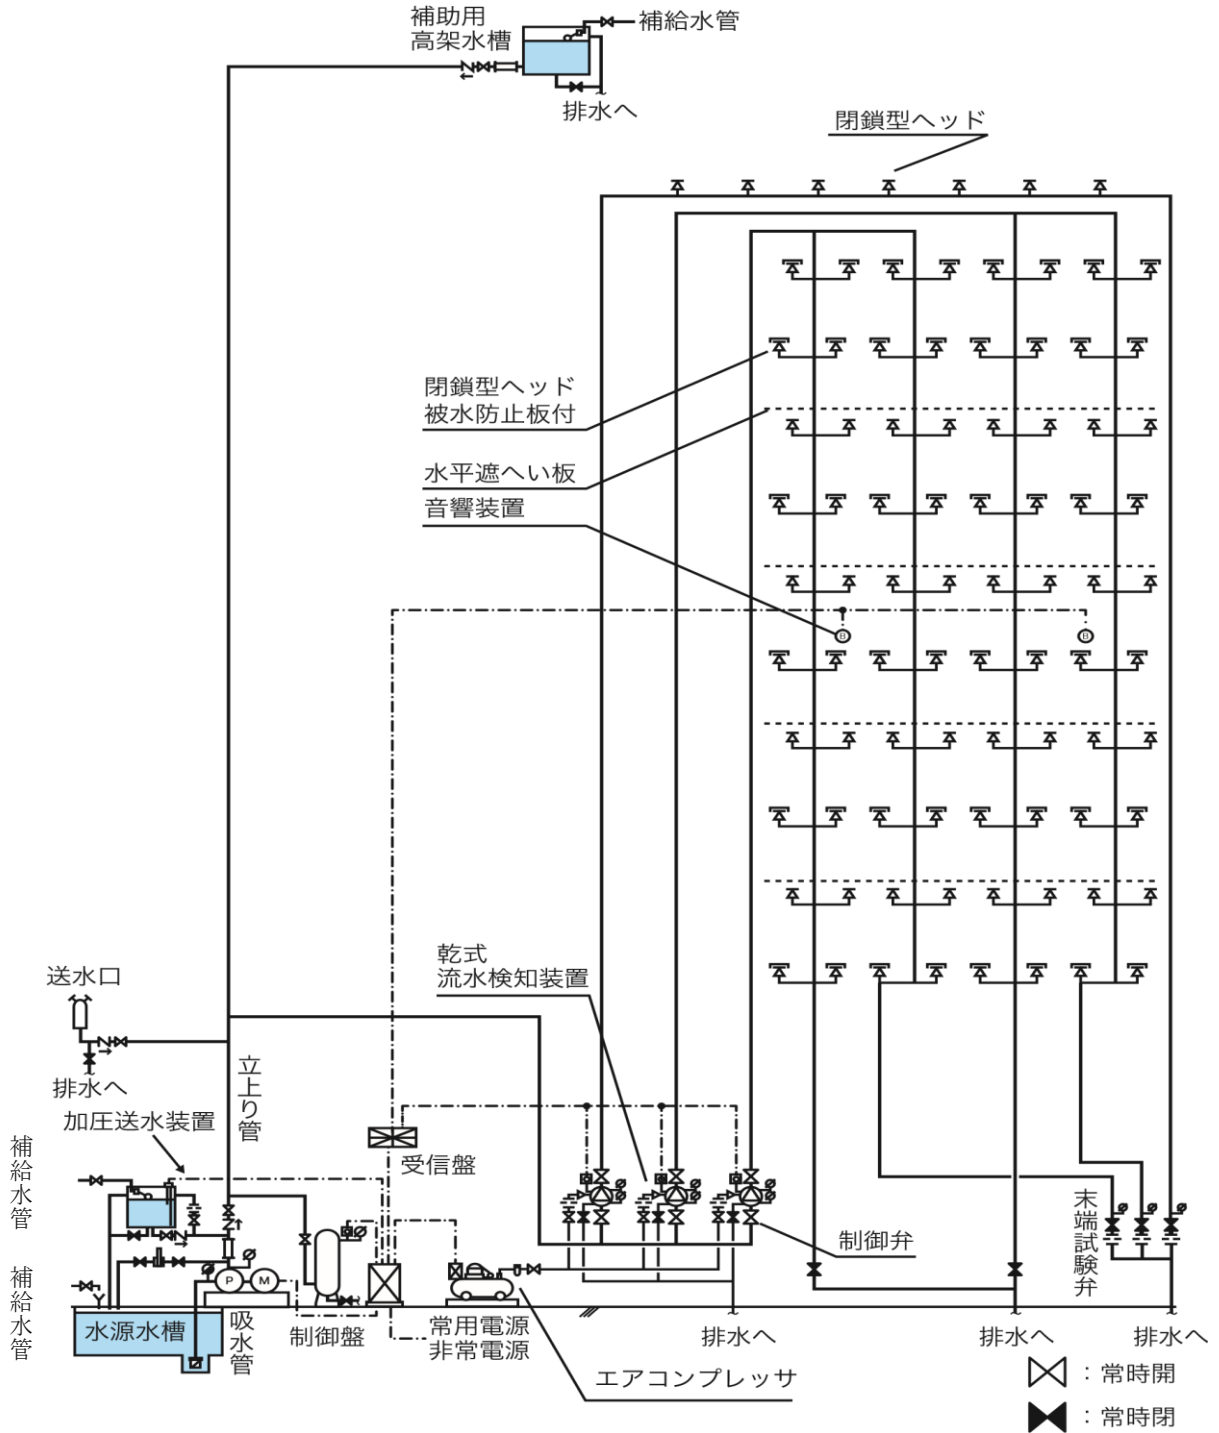 補助用
高架水槽
補給水管
排水へ
閉鎖型ヘッド
閉鎖型ヘッド
被水防止板付
水平遮へい板
音響装置
B
B
乾式
流水検知装置
送水口
排水へ
立上り管
加圧送水装置
受信盤
補給水管
制御弁
末端試験弁
補給水管
P
M
水源水槽
吸水管
制御盤
常用電源
非常電源
エアコンプレッサ
排水へ
排水へ
排水へ
：常時開
：常時閉